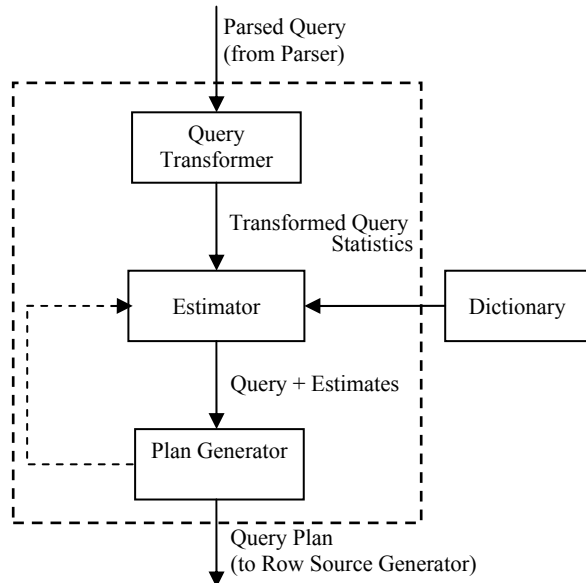 Parsed Query
(from Parser)
Query
Transformer
Transformed Query
Statistics
Estimator
Dictionary
Query + Estimates
Plan Generator
Query Plan
(to Row Source Generator)